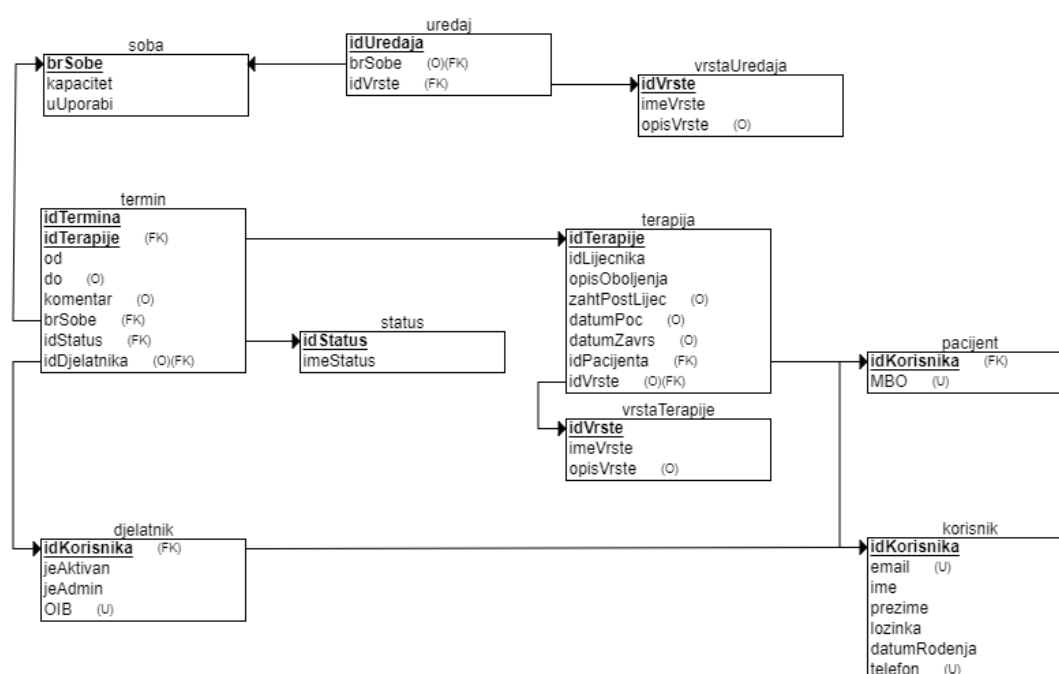 uredaj
idUredaja
brSobe (O)(FK)
idVrste (FK)
soba
brSobe
kapacitet
uUporabi
vrstaUredaja
idVrste
imeVrste
opisVrste (O)
termin
idTermina
idTerapije (FK)
od
do (O)
komentar (O)
brSobe (FK)
idStatus (FK)
idDjelatnika (O)(FK)
terapija
idTerapije
idLijecnika
opisOboljenja
zahtPostLijec (O)
datumPoc (O)
datumZavrs (O)
idPacijenta (FK)
idVrste (O)(FK)
status
idStatus
imeStatus
pacijent
idKorisnika (FK)
MBO (U)
vrstaTerapije
idVrste
imeVrste
opisVrste (O)
djelatnik
idKorisnika (FK)
jeAktivan
jeAdmin
OIB (U)
korisnik
idKorisnika
email (U)
ime
prezime
lozinka
datumRodenja
telefon (U)